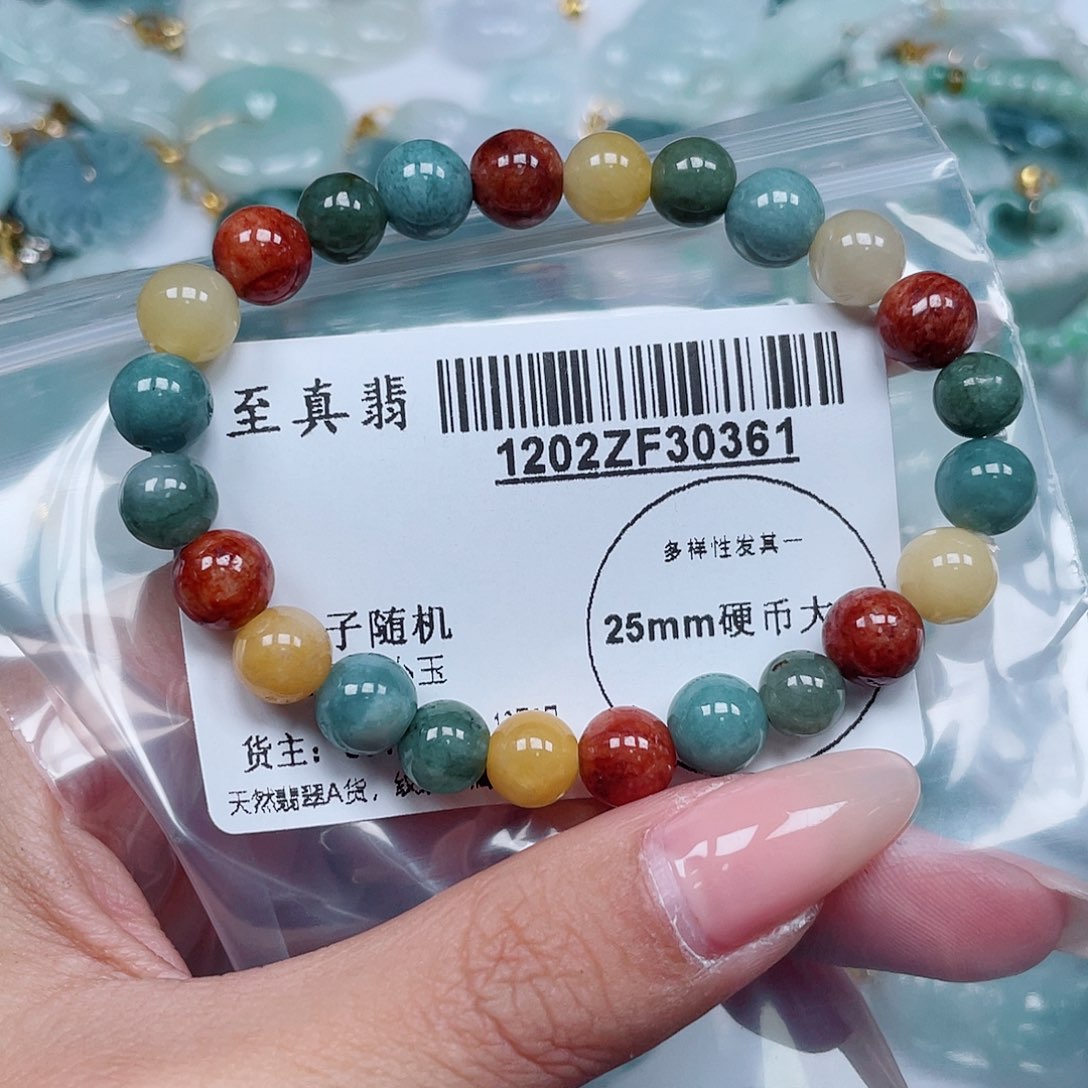 至真翡
1202ZF30361
多样性发其一
25mm硬币大
子随机
玉
货主：
天然翡翠A货，